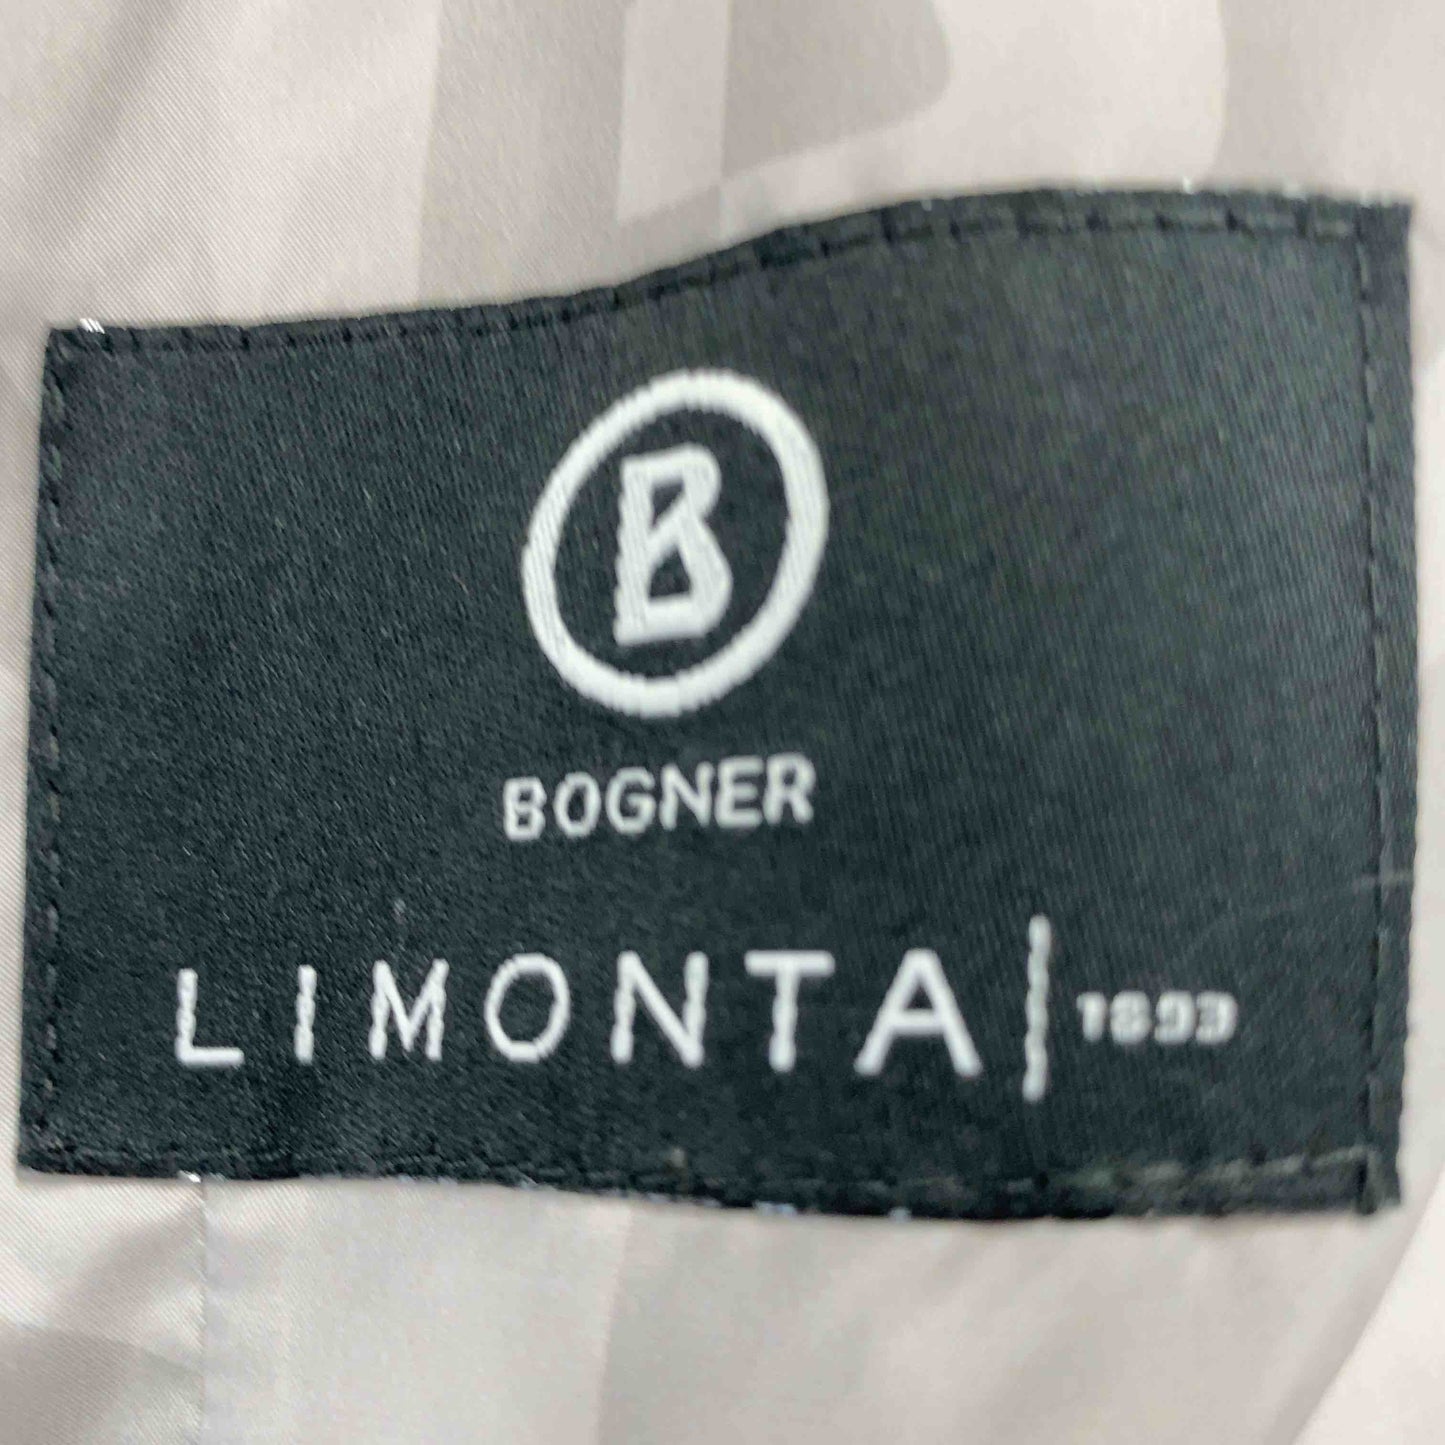 B
BOGNER
LIMONTA | 1893